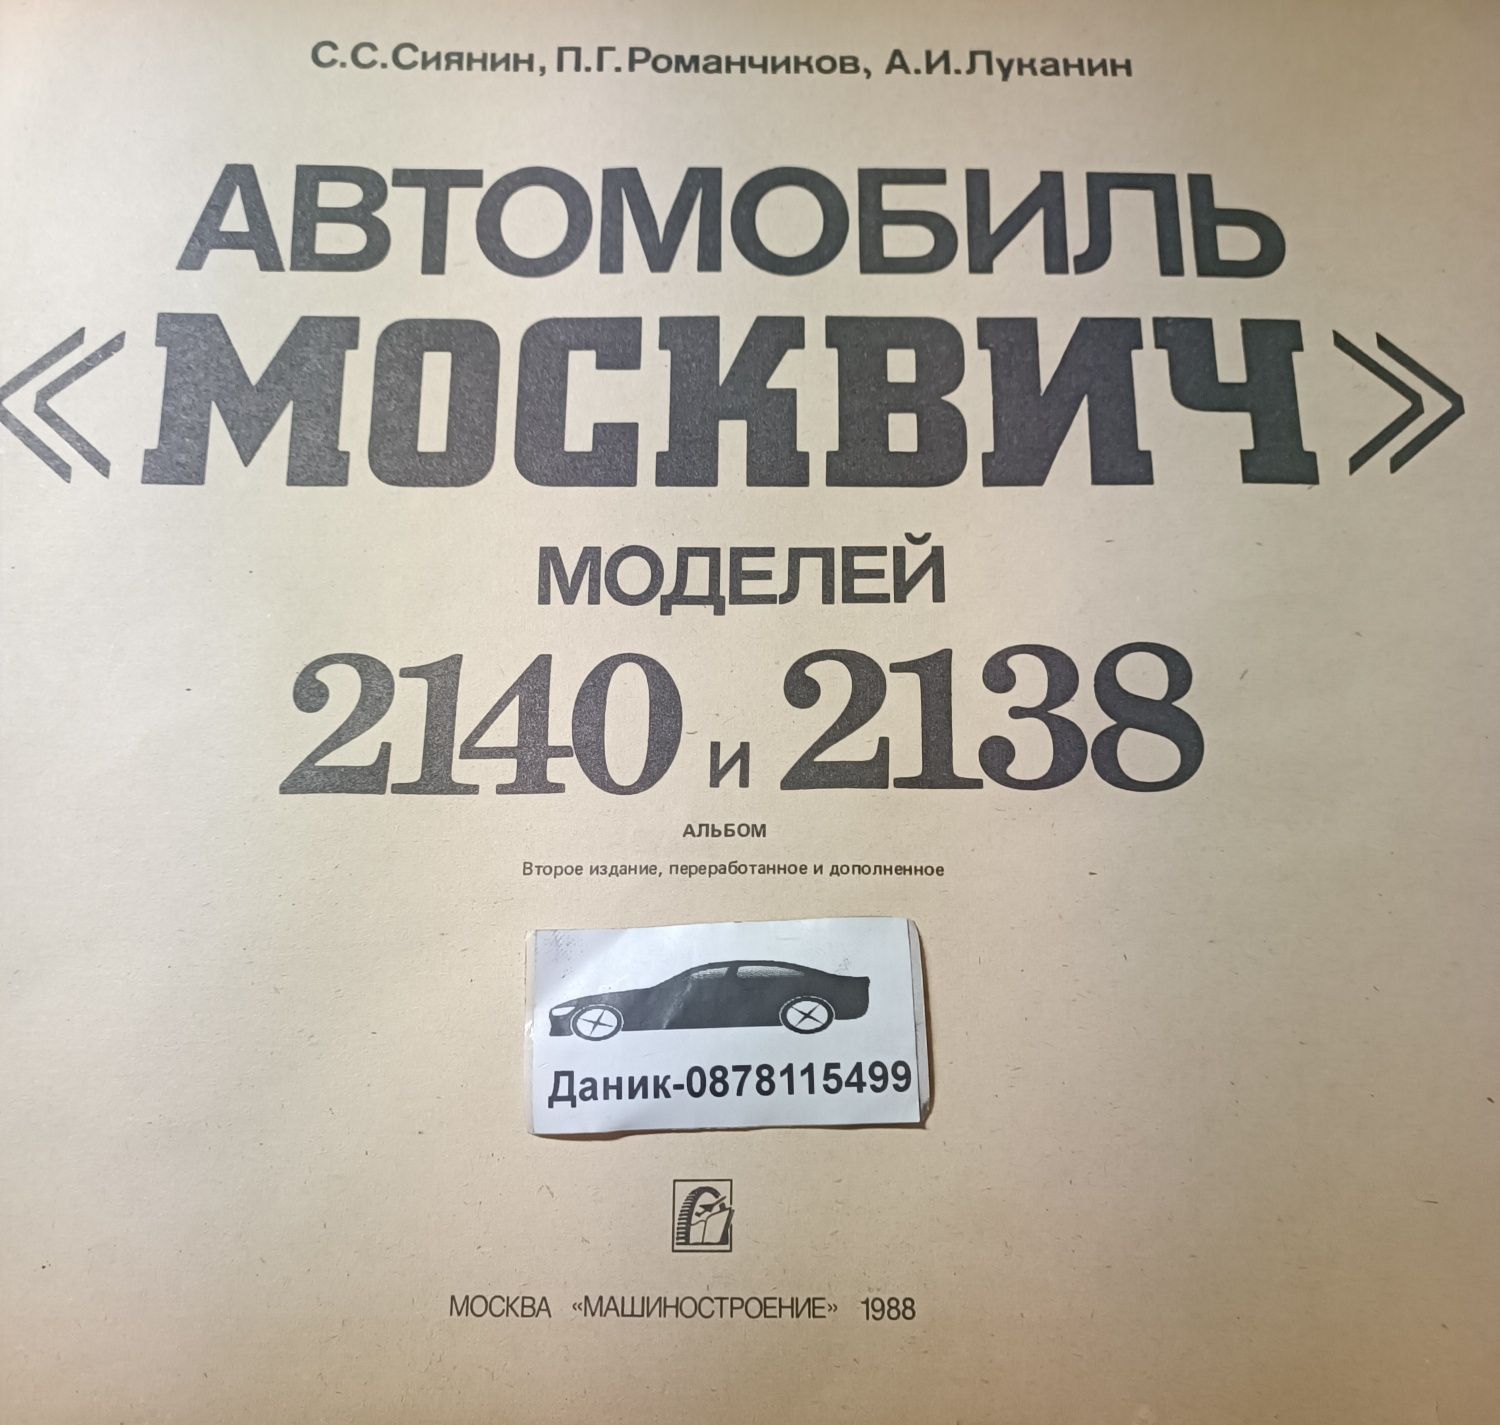 С.С.Сиянин, П.Г.Романчиков, А.И.Луканин
АВТОМОБИЛЬ
«МОСКВИЧ»
МОДЕЛЕЙ
2140 и 2138
АЛЬБОМ
Второе издание, переработанное и дополненное
Даник-0878115499
МОСКВА «МАШИНОСТРОЕНИЕ» 1988